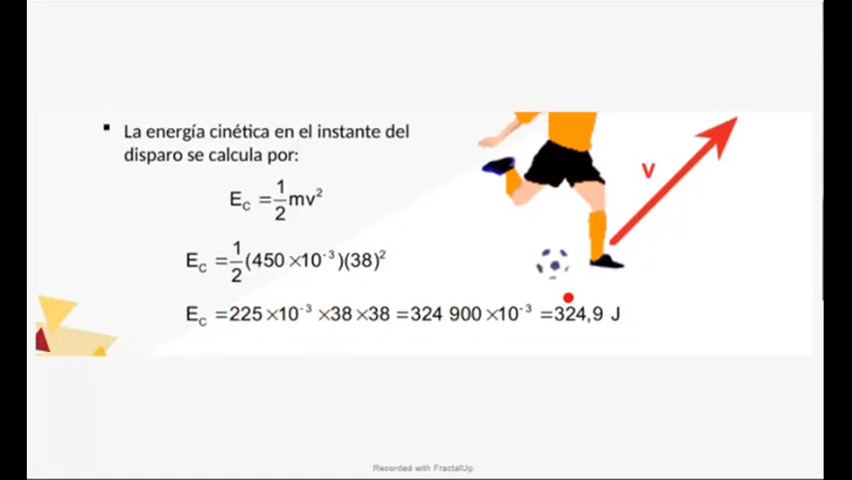 ▪ La energía cinética en el instante del
disparo se calcula por:
E_C = 1/2 mv²
E_C = 1/2 (450 ×10⁻³)(38)²
E_C =225 ×10⁻³ ×38 ×38 =324 900 ×10⁻³ =324,9 J
v
Recorded with FractalUp.